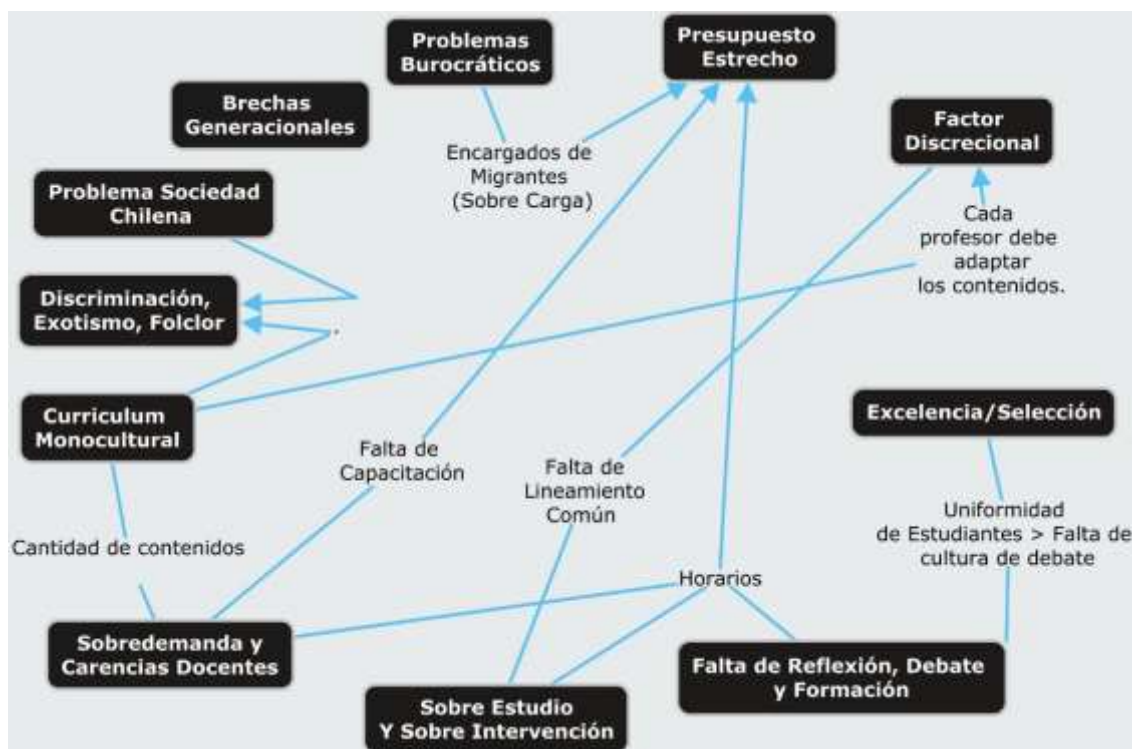 Problemas
Burocráticos
Presupuesto
Estrecho
Brechas
Generacionales
Factor
Discrecional
Encargados de
Migrantes
(Sobre Carga)
Problema Sociedad
Chilena
Cada
profesor debe
adaptar
los contenidos.
Discriminación,
Exotismo, Folclor
.
Curriculum
Monocultural
Excelencia/Selección
Falta de
Capacitación
Falta de
Lineamiento
Común
Uniformidad
de Estudiantes > Falta de
cultura de debate
Cantidad de contenidos
Horarios
Sobredemanda y
Carencias Docentes
Falta de Reflexión, Debate
y Formación
Sobre Estudio
Y Sobre Intervención